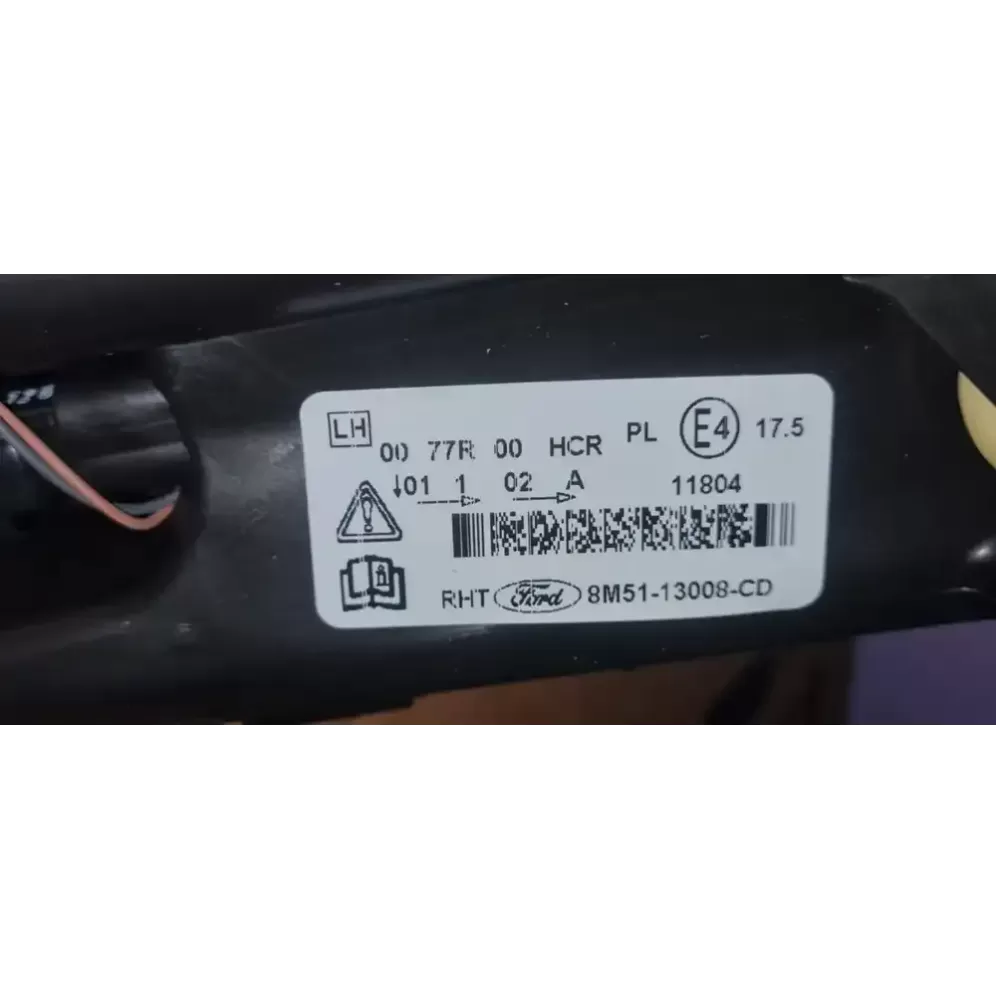 LH
00 77R 00 HCR PL E4 17.5
↓01 1 02 A 11804
RHT Ford 8M51-13008-CD